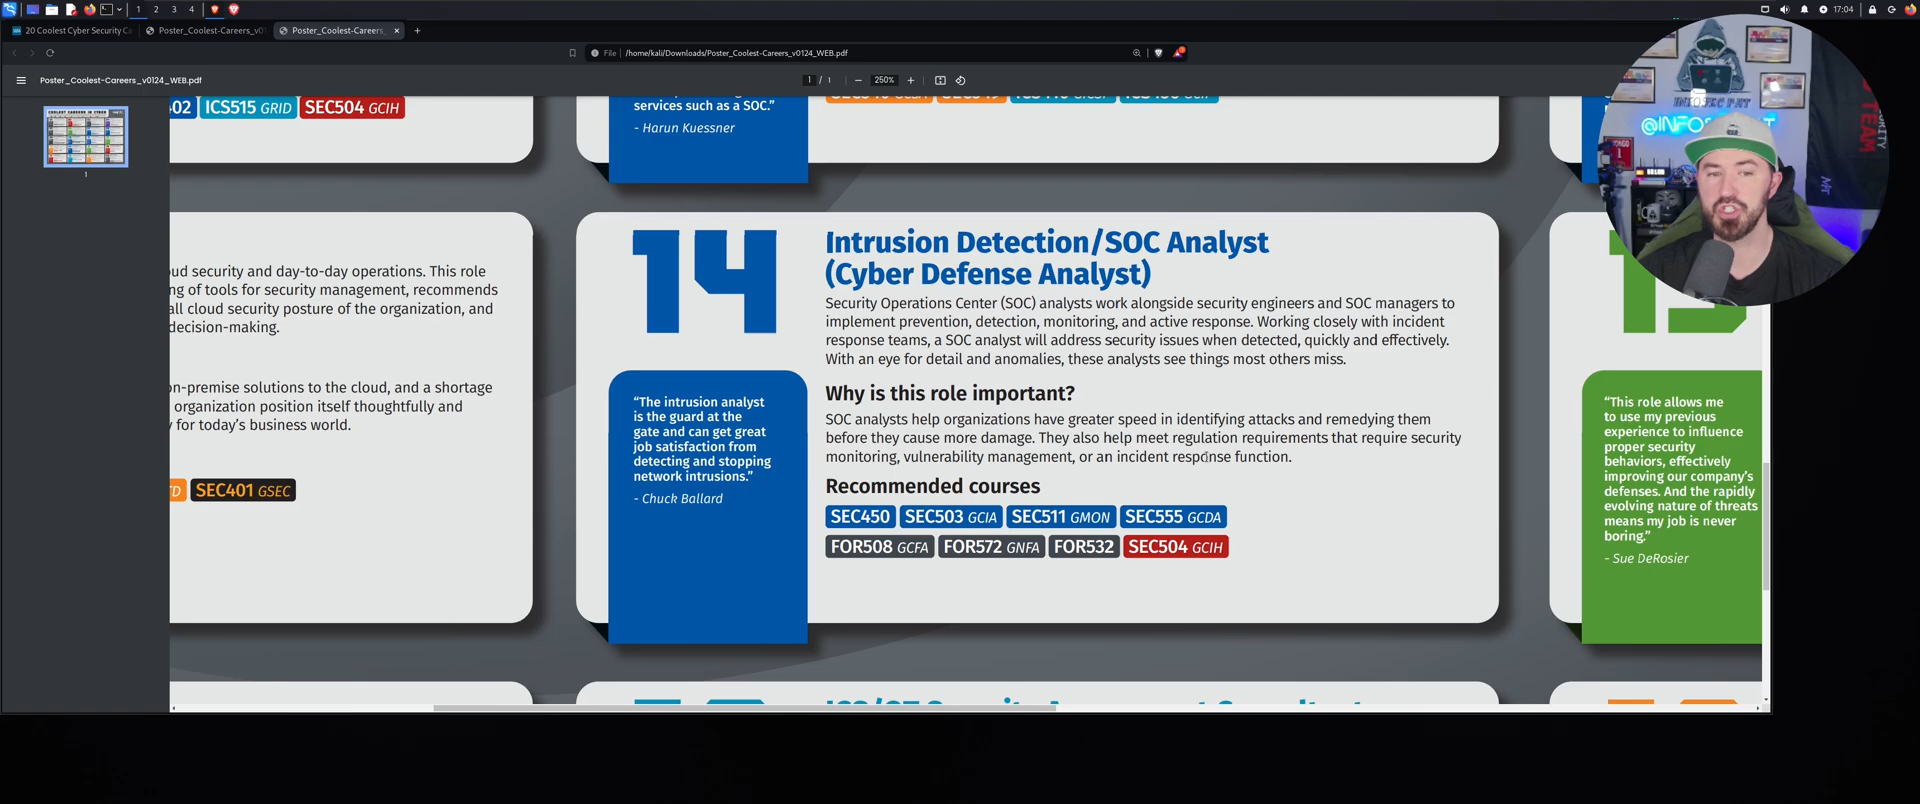 1 2 3 4
17:04
20 Coolest Cyber Security Ca
Poster_Coolest-Careers_v0
Poster_Coolest-Careers_
File /home/kali/Downloads/Poster_Coolest-Careers_v0124_WEB.pdf
Poster_Coolest-Careers_v0124_WEB.pdf
1 / 1
250%
1
402 ICS515 GRID SEC504 GCIH
services such as a SOC.”
- Harun Kuessner
loud security and day-to-day operations. This role
ng of tools for security management, recommends
all cloud security posture of the organization, and
decision-making.
on-premise solutions to the cloud, and a shortage
organization position itself thoughtfully and
y for today’s business world.
SEC401 GSEC
14
Intrusion Detection/SOC Analyst
(Cyber Defense Analyst)
Security Operations Center (SOC) analysts work alongside security engineers and SOC managers to
implement prevention, detection, monitoring, and active response. Working closely with incident
response teams, a SOC analyst will address security issues when detected, quickly and effectively.
With an eye for detail and anomalies, these analysts see things most others miss.
“The intrusion analyst
is the guard at the
gate and can get great
job satisfaction from
detecting and stopping
network intrusions.”
- Chuck Ballard
Why is this role important?
SOC analysts help organizations have greater speed in identifying attacks and remedying them
before they cause more damage. They also help meet regulation requirements that require security
monitoring, vulnerability management, or an incident response function.
Recommended courses
SEC450 SEC503 GCIA SEC511 GMON SEC555 GCDA
FOR508 GCFA FOR572 GNFA FOR532 SEC504 GCIH
“This role allows me
to use my previous
experience to influence
proper security
behaviors, effectively
improving our company’s
defenses. And the rapidly
evolving nature of threats
means my job is never
boring.”
- Sue DeRosier
INFOSEC PAT
@INFOS
TEAM